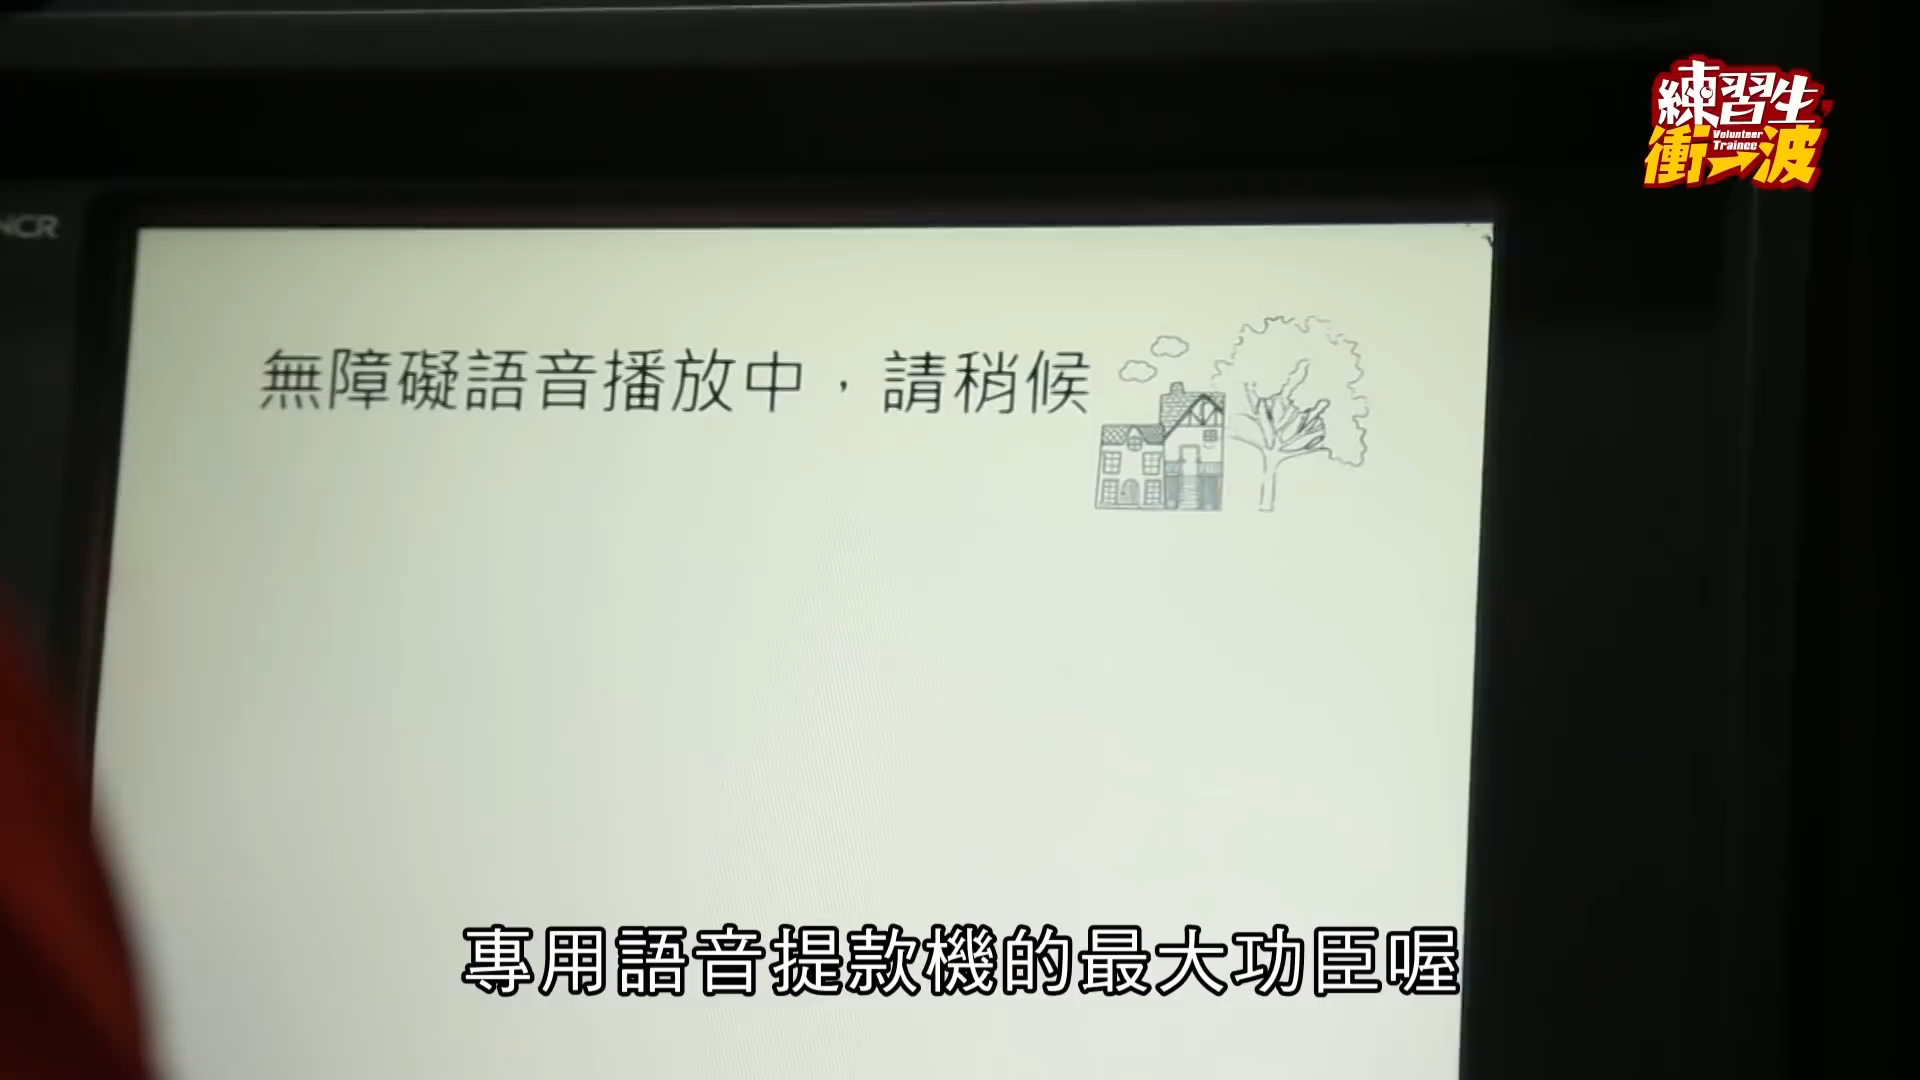 練習生
衝一波
Volunteer
Trainee
NCR
無障礙語音播放中，請稍候
專用語音提款機的最大功臣喔